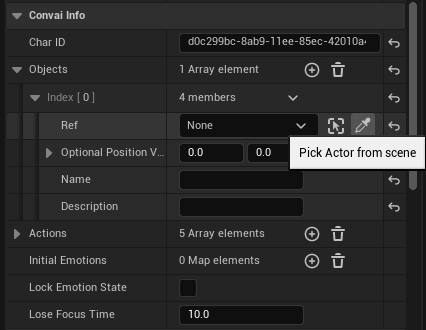 Convai Info
Char ID
d0c299bc-8ab9-11ee-85ec-42010a
Objects
1 Array element
Index [ 0 ]
4 members
Ref
None
Optional Position V...
0.0
0.0
Pick Actor from scene
Name
Description
Actions
5 Array elements
Initial Emotions
0 Map elements
Lock Emotion State
Lose Focus Time
10.0